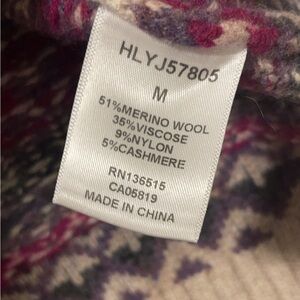 HLYJ57805
M
51%MERINO WOOL
35%VISCOSE
9%NYLON
5%CASHMERE
RN136515
CA05819
MADE IN CHINA